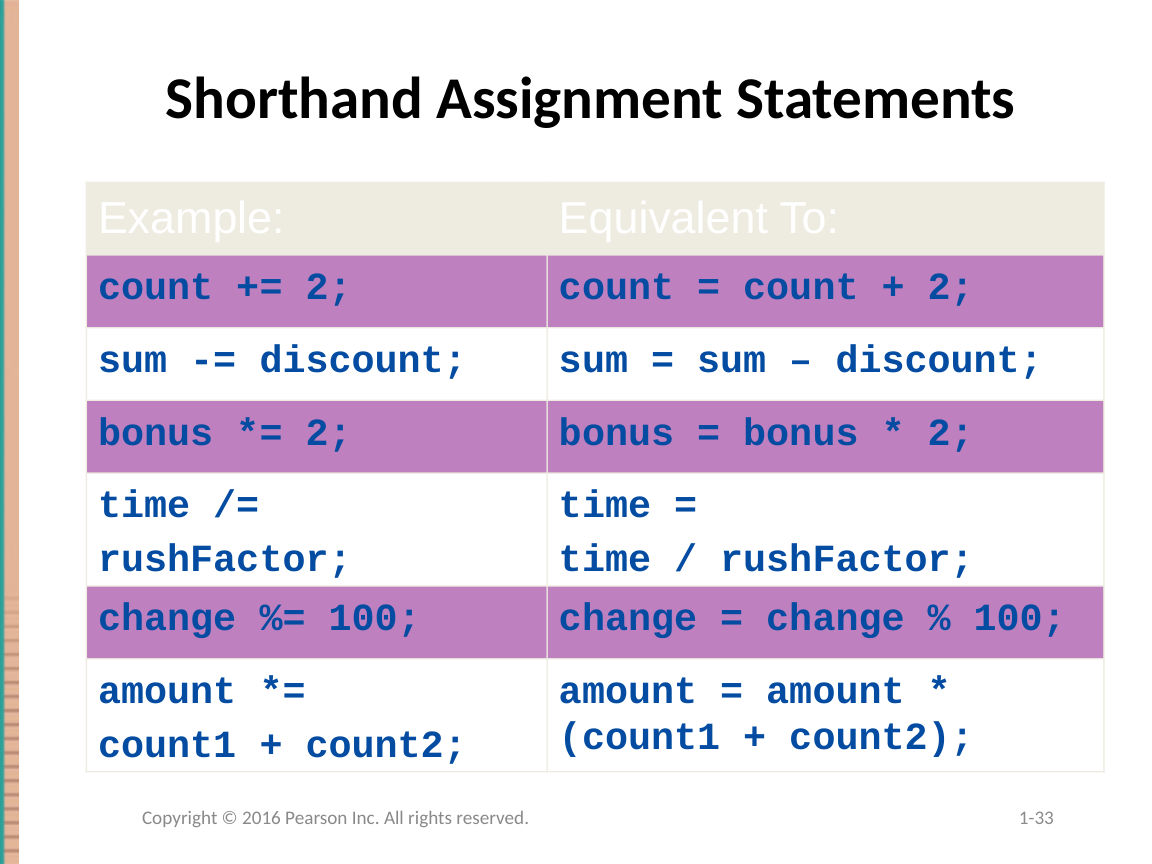 Shorthand Assignment Statements
Example: Equivalent To:
count += 2; count = count + 2;
sum -= discount; sum = sum – discount;
bonus *= 2; bonus = bonus * 2;
time /= time =
rushFactor; time / rushFactor;
change %= 100; change = change % 100;
amount *= amount = amount *
count1 + count2; (count1 + count2);
Copyright © 2016 Pearson Inc. All rights reserved. 1-33